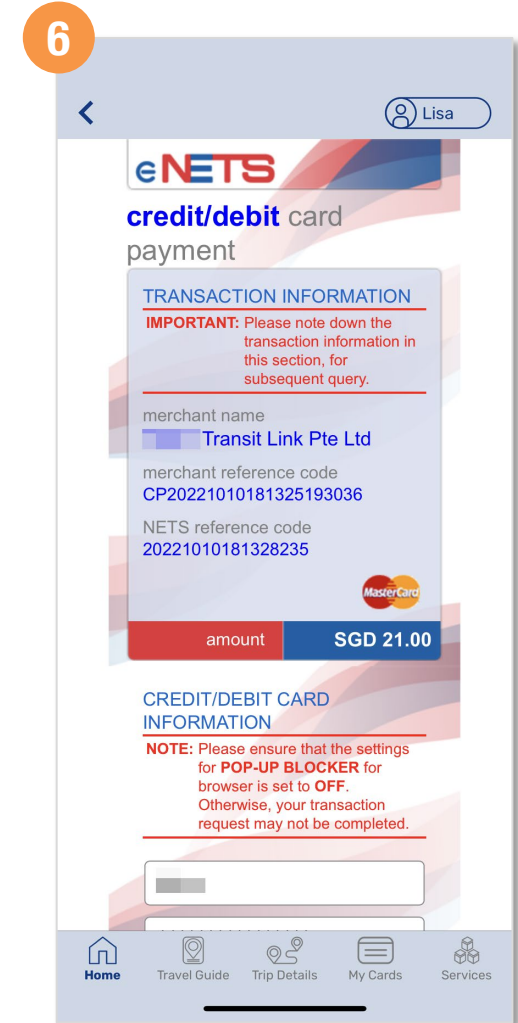 6
Lisa
eNETS
credit/debit card
payment
TRANSACTION INFORMATION
IMPORTANT: Please note down the
transaction information in
this section, for
subsequent query.
merchant name
Transit Link Pte Ltd
merchant reference code
CP20221010181325193036
NETS reference code
20221010181328235
MasterCard
amount SGD 21.00
CREDIT/DEBIT CARD
INFORMATION
NOTE: Please ensure that the settings
for POP-UP BLOCKER for
browser is set to OFF.
Otherwise, your transaction
request may not be completed.
Home Travel Guide Trip Details My Cards Services